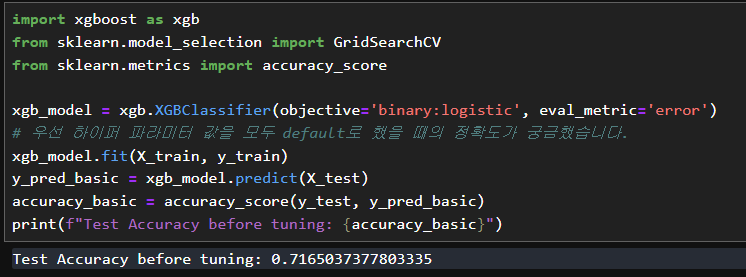 import xgboost as xgb
from sklearn.model_selection import GridSearchCV
from sklearn.metrics import accuracy_score
xgb_model = xgb.XGBClassifier(objective='binary:logistic', eval_metric='error')
# 우선 하이퍼 파라미터 값을 모두 default로 했을 때의 정확도가 궁금했습니다.
xgb_model.fit(X_train, y_train)
y_pred_basic = xgb_model.predict(X_test)
accuracy_basic = accuracy_score(y_test, y_pred_basic)
print(f"Test Accuracy before tuning: {accuracy_basic}")
Test Accuracy before tuning: 0.7165037377803335